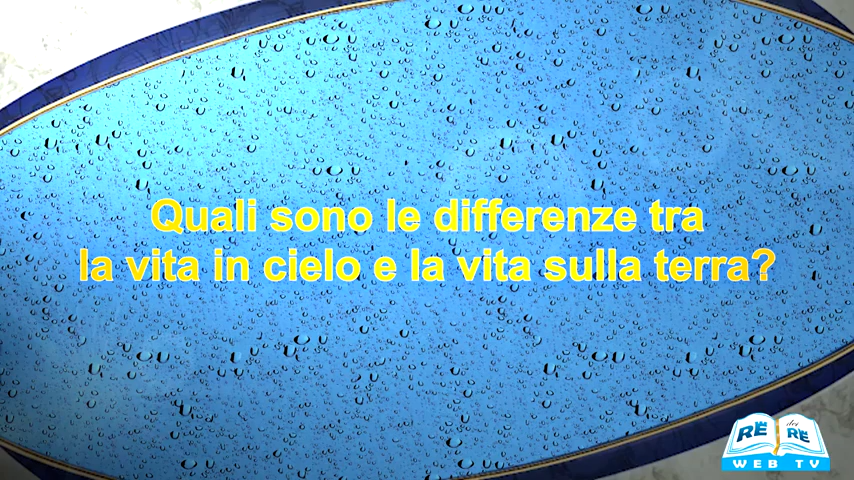 Quali sono le differenze tra
la vita in cielo e la vita sulla terra?
RE dei RE
WEB TV